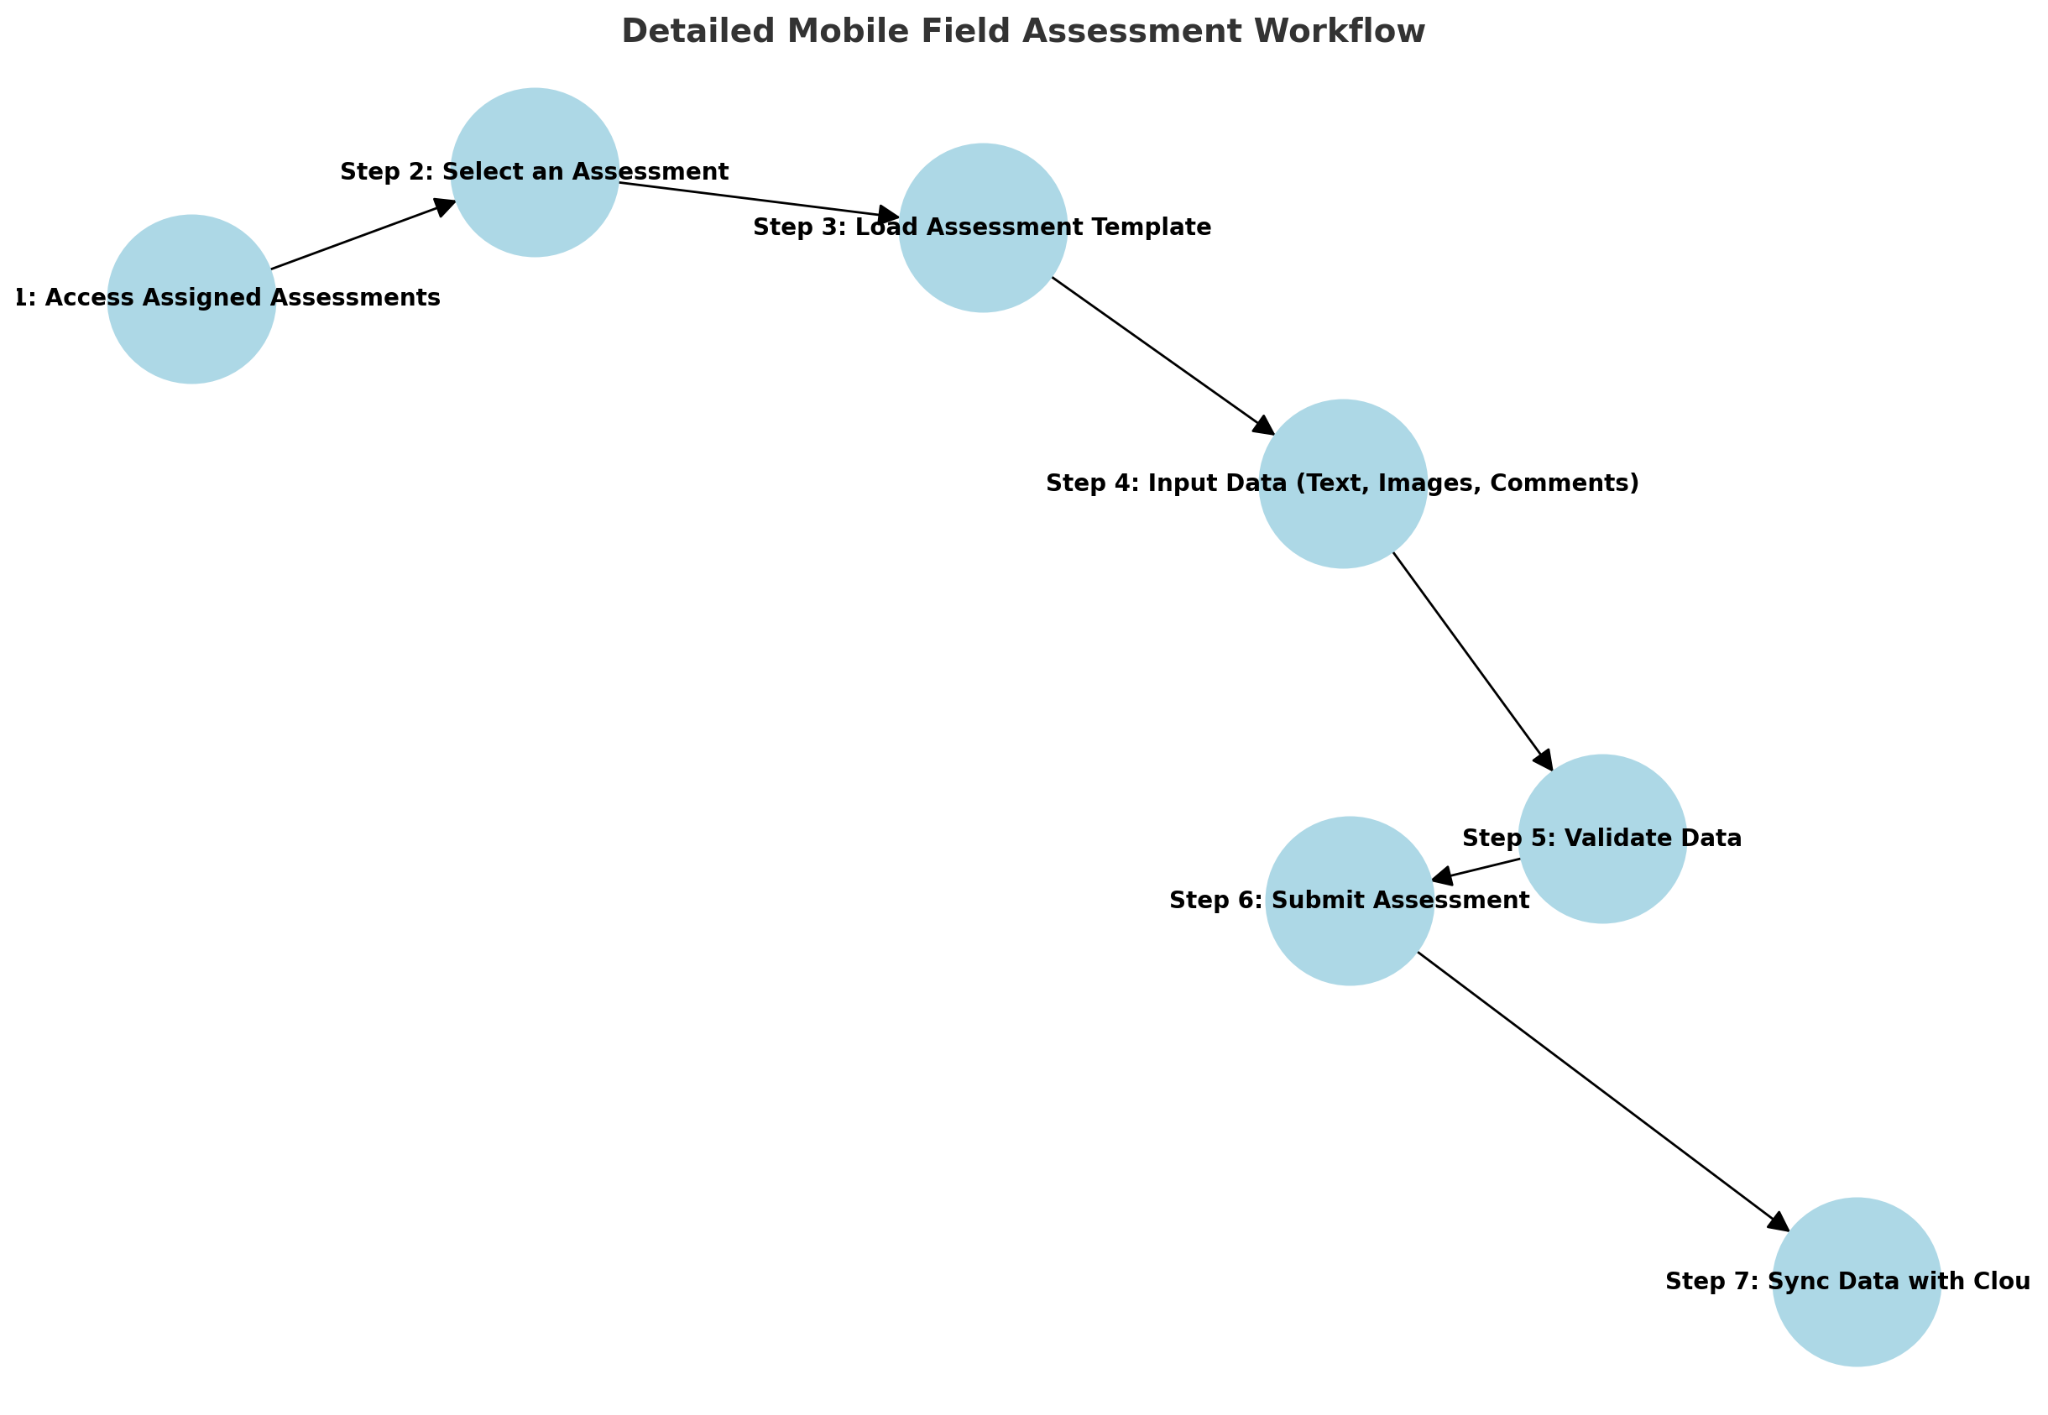 Detailed Mobile Field Assessment Workflow
1: Access Assigned Assessments
Step 2: Select an Assessment
Step 3: Load Assessment Template
Step 4: Input Data (Text, Images, Comments)
Step 5: Validate Data
Step 6: Submit Assessment
Step 7: Sync Data with Clou